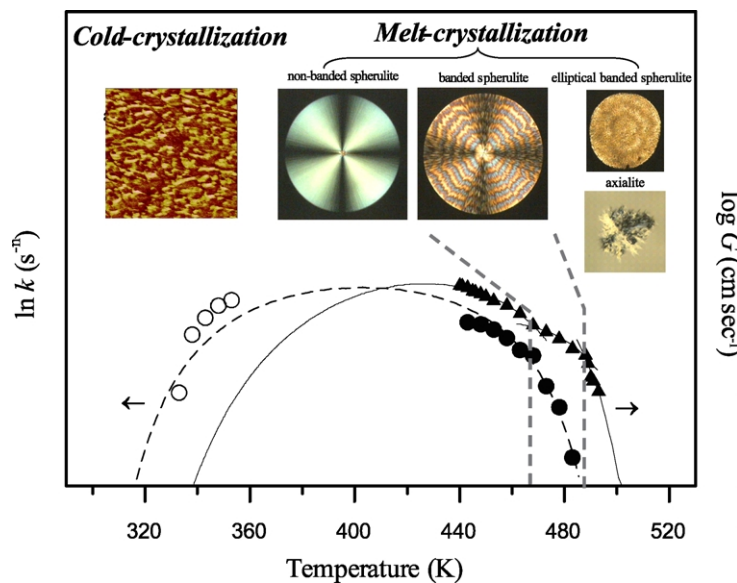 Cold-crystallization
Melt-crystallization
non-banded spherulite
banded spherulite
elliptical banded spherulite
axialite
ln k (s⁻ⁿ)
log G (cm sec⁻¹)
←
→
320
360
400
440
480
520
Temperature (K)